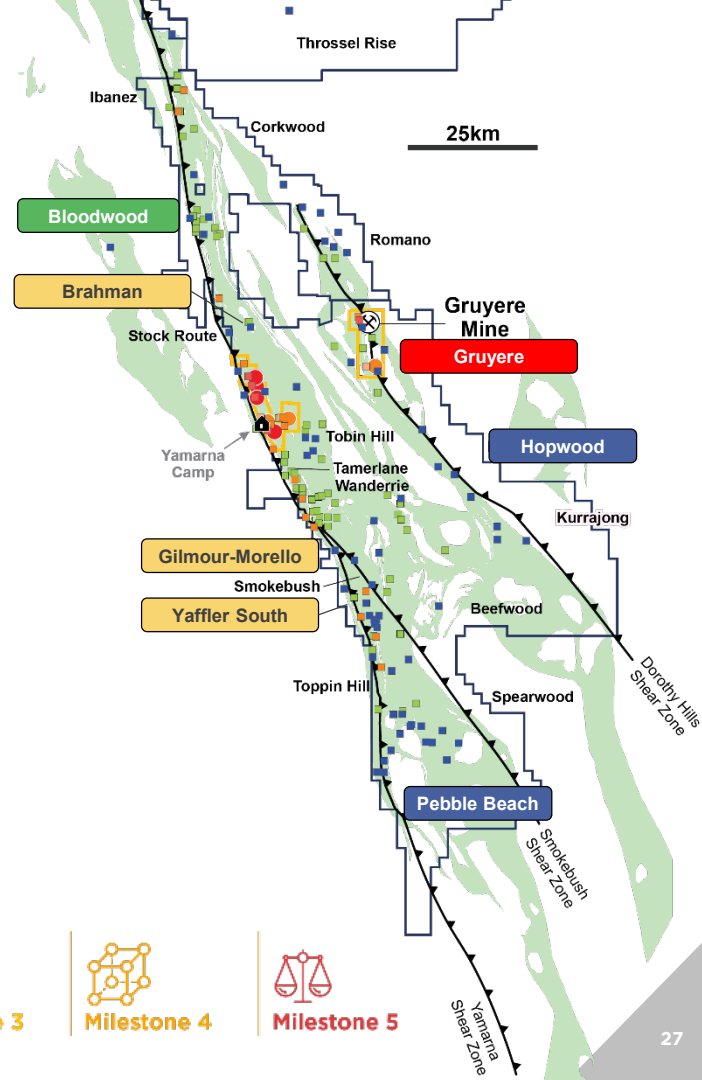 Throssel Rise
Ibanez
Corkwood
25km
Bloodwood
Romano
Brahman
Gruyere
Mine
Stock Route
Gruyere
Yamarna
Camp
Tobin Hill
Hopwood
Tamerlane
Wanderrie
Kurrajong
Gilmour-Morello
Smokebush
Yaffler South
Beefwood
Dorothy Hills
Shear Zone
Toppin Hill
Spearwood
Pebble Beach
Smokebush
Shear Zone
e 3
Milestone 4
Milestone 5
Yamarna
Shear Zone
27